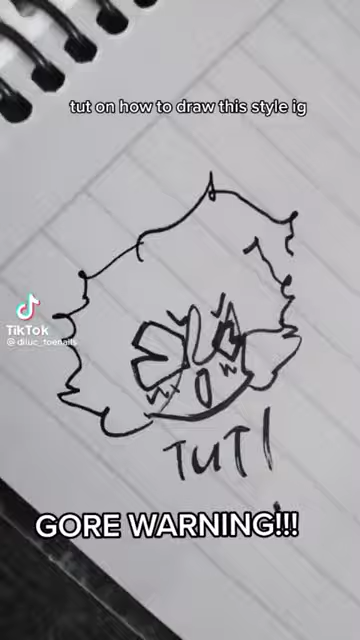 tut on how to draw this style ig
TikTok
@diluc_toenails
TUT!
GORE WARNING!!!